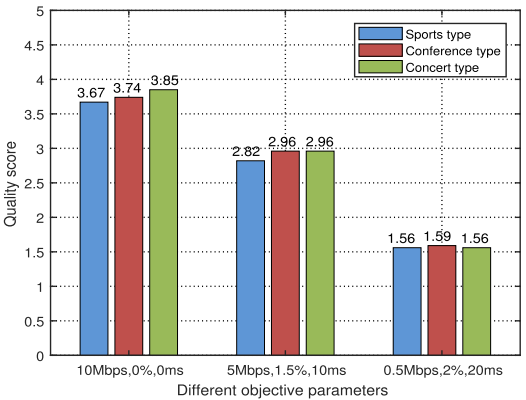 5
4.5
4
3.5
3
2.5
2
1.5
1
0.5
0
Quality score
Sports type
Conference type
Concert type
3.67 3.74 3.85
2.82 2.96 2.96
1.56 1.59 1.56
10Mbps,0%,0ms 5Mbps,1.5%,10ms 0.5Mbps,2%,20ms
Different objective parameters